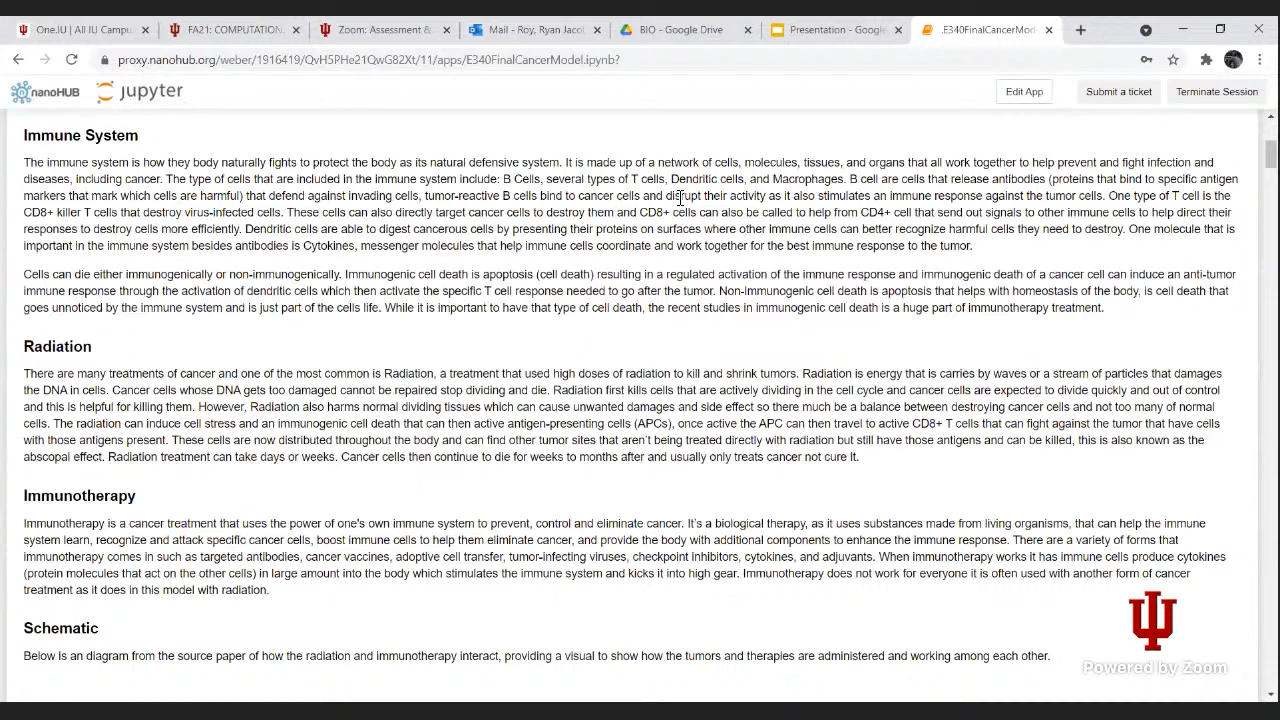 One.IU | All IU Campu
FA21: COMPUTATION
Zoom: Assessment &
Mail - Roy, Ryan Jacol
BIO - Google Drive
Presentation - Google
.E340FinalCancerMod
proxy.nanohub.org/weber/1916419/QvH5PHe21QwG82Xt/11/apps/E340FinalCancerModel.ipynb?
nanoHUB
jupyter
Edit App
Submit a ticket
Terminate Session
Immune System
The immune system is how they body naturally fights to protect the body as its natural defensive system. It is made up of a network of cells, molecules, tissues, and organs that all work together to help prevent and fight infection and
diseases, including cancer. The type of cells that are included in the immune system include: B Cells, several types of T cells, Dendritic cells, and Macrophages. B cell are cells that release antibodies (proteins that bind to specific antigen
markers that mark which cells are harmful) that defend against invading cells, tumor-reactive B cells bind to cancer cells and disrupt their activity as it also stimulates an immune response against the tumor cells. One type of T cell is the
CD8+ killer T cells that destroy virus-infected cells. These cells can also directly target cancer cells to destroy them and CD8+ cells can also be called to help from CD4+ cell that send out signals to other immune cells to help direct their
responses to destroy cells more efficiently. Dendritic cells are able to digest cancerous cells by presenting their proteins on surfaces where other immune cells can better recognize harmful cells they need to destroy. One molecule that is
important in the immune system besides antibodies is Cytokines, messenger molecules that help immune cells coordinate and work together for the best immune response to the tumor.
Cells can die either immunogenically or non-immunogenically. Immunogenic cell death is apoptosis (cell death) resulting in a regulated activation of the immune response and immunogenic death of a cancer cell can induce an anti-tumor
immune response through the activation of dendritic cells which then activate the specific T cell response needed to go after the tumor. Non-immunogenic cell death is apoptosis that helps with homeostasis of the body, is cell death that
goes unnoticed by the immune system and is just part of the cells life. While it is important to have that type of cell death, the recent studies in immunogenic cell death is a huge part of immunotherapy treatment.
Radiation
There are many treatments of cancer and one of the most common is Radiation, a treatment that used high doses of radiation to kill and shrink tumors. Radiation is energy that is carries by waves or a stream of particles that damages
the DNA in cells. Cancer cells whose DNA gets too damaged cannot be repaired stop dividing and die. Radiation first kills cells that are actively dividing in the cell cycle and cancer cells are expected to divide quickly and out of control
and this is helpful for killing them. However, Radiation also harms normal dividing tissues which can cause unwanted damages and side effect so there much be a balance between destroying cancer cells and not too many of normal
cells. The radiation can induce cell stress and an immunogenic cell death that can then active antigen-presenting cells (APCs), once active the APC can then travel to active CD8+ T cells that can fight against the tumor that have cells
with those antigens present. These cells are now distributed throughout the body and can find other tumor sites that aren't being treated directly with radiation but still have those antigens and can be killed, this is also known as the
abscopal effect. Radiation treatment can take days or weeks. Cancer cells then continue to die for weeks to months after and usually only treats cancer not cure it.
Immunotherapy
Immunotherapy is a cancer treatment that uses the power of one's own immune system to prevent, control and eliminate cancer. It's a biological therapy, as it uses substances made from living organisms, that can help the immune
system learn, recognize and attack specific cancer cells, boost immune cells to help them eliminate cancer, and provide the body with additional components to enhance the immune response. There are a variety of forms that
immunotherapy comes in such as targeted antibodies, cancer vaccines, adoptive cell transfer, tumor-infecting viruses, checkpoint inhibitors, cytokines, and adjuvants. When immunotherapy works it has immune cells produce cytokines
(protein molecules that act on the other cells) in large amount into the body which stimulates the immune system and kicks it into high gear. Immunotherapy does not work for everyone it is often used with another form of cancer
treatment as it does in this model with radiation.
Schematic
Below is an diagram from the source paper of how the radiation and immunotherapy interact, providing a visual to show how the tumors and therapies are administered and working among each other.
Powered by Zoom